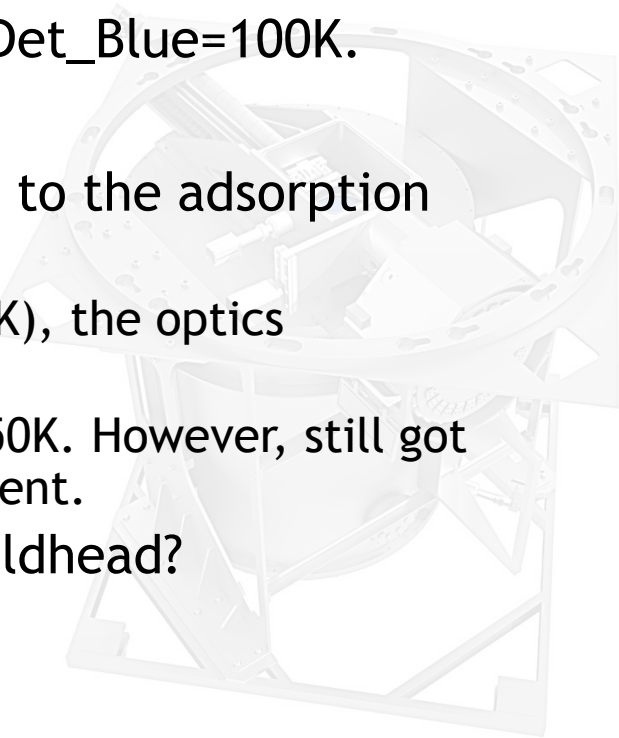 Det_Blue=100K.
to the adsorption
K), the optics
60K. However, still got
ent.
ldhead?